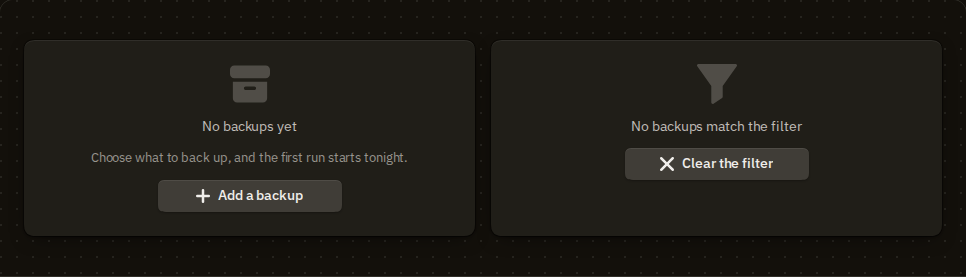 No backups yet
Choose what to back up, and the first run starts tonight.
Add a backup
No backups match the filter
Clear the filter